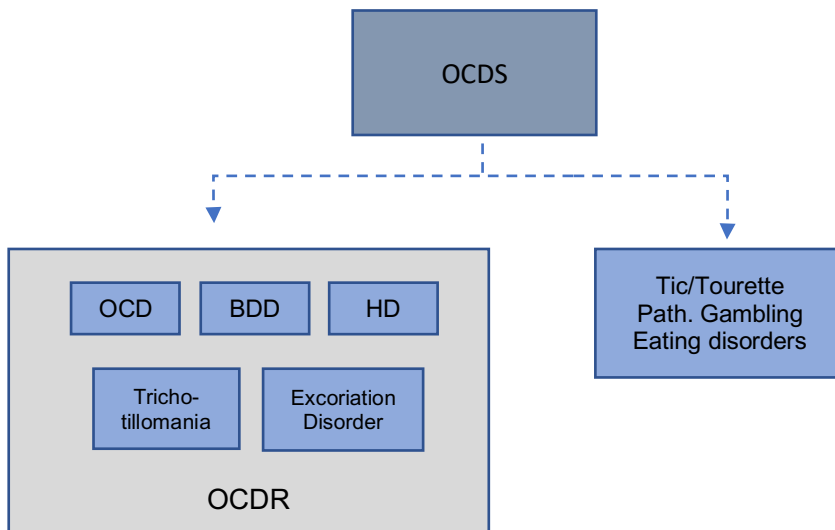 OCDS
OCD
BDD
HD
Tricho-
tillomania
Excoriation
Disorder
OCDR
Tic/Tourette
Path. Gambling
Eating disorders